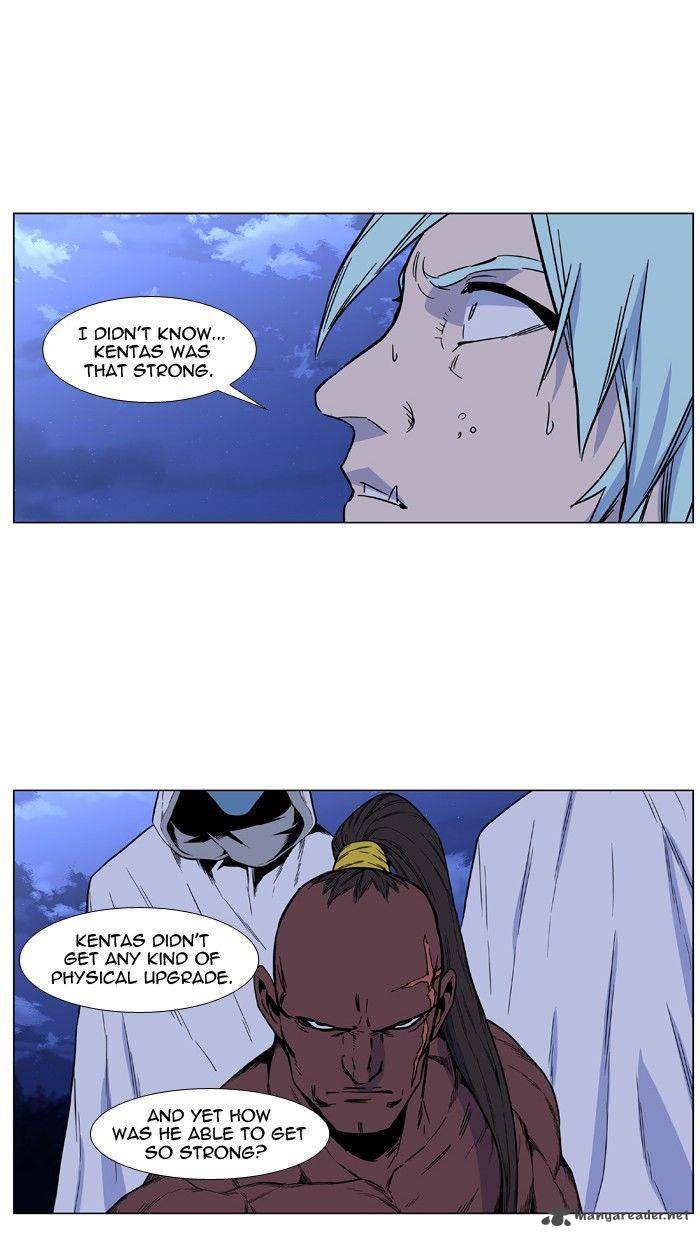 I DIDN'T KNOW...
KENTAS WAS
THAT STRONG.
KENTAS DIDN'T
GET ANY KIND OF
PHYSICAL UPGRADE.
AND YET HOW
WAS HE ABLE TO GET
SO STRONG?
mangareader.net